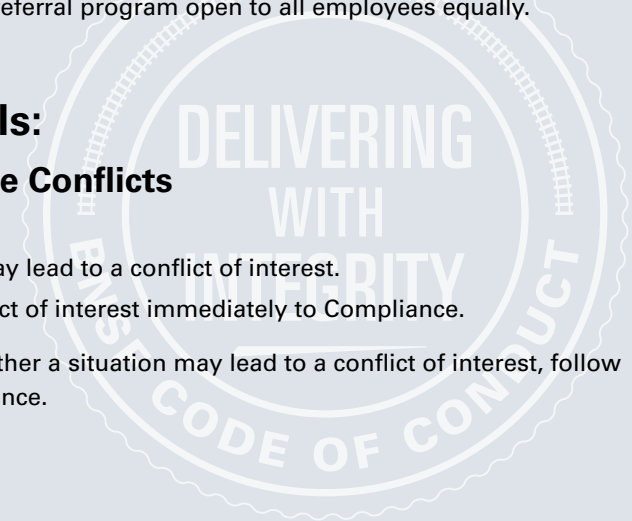 eferral program open to all employees equally.
ls:
e Conflicts
ay lead to a conflict of interest.
ct of interest immediately to Compliance.
ther a situation may lead to a conflict of interest, follow
nce.
DELIVERING
WITH
INTEGRITY
BNSF CODE OF CONDUCT